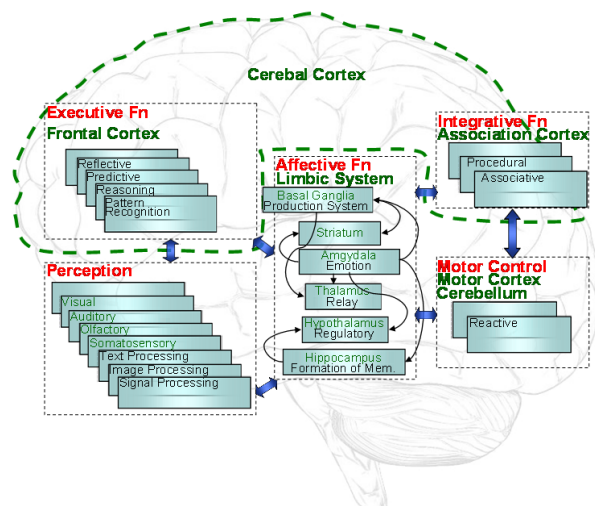 Cerebal Cortex
Executive Fn
Frontal Cortex
Reflective
Predictive
Reasoning
Pattern
Recognition
Affective Fn
Limbic System
Basal Ganglia
Production System
Striatum
Amgydala
Emotion
Thalamus
Relay
Hypothalamus
Regulatory
Hippocampus
Formation of Mem.
Integrative Fn
Association Cortex
Procedural
Associative
Perception
Visual
Auditory
Olfactory
Somatosensory
Text Processing
Image Processing
Signal Processing
Motor Control
Motor Cortex
Cerebellum
Reactive